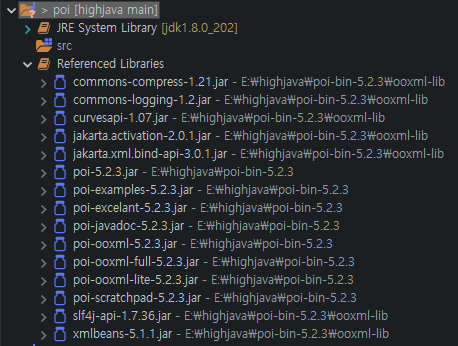 > poi [highjava main]
JRE System Library [jdk1.8.0_202]
src
Referenced Libraries
commons-compress-1.21.jar - E:₩highjava₩poi-bin-5.2.3₩ooxml-lib
commons-logging-1.2.jar - E:₩highjava₩poi-bin-5.2.3₩ooxml-lib
curvesapi-1.07.jar - E:₩highjava₩poi-bin-5.2.3₩ooxml-lib
jakarta.activation-2.0.1.jar - E:₩highjava₩poi-bin-5.2.3₩ooxml-lib
jakarta.xml.bind-api-3.0.1.jar - E:₩highjava₩poi-bin-5.2.3₩ooxml-lib
poi-5.2.3.jar - E:₩highjava₩poi-bin-5.2.3
poi-examples-5.2.3.jar - E:₩highjava₩poi-bin-5.2.3
poi-excelant-5.2.3.jar - E:₩highjava₩poi-bin-5.2.3
poi-javadoc-5.2.3.jar - E:₩highjava₩poi-bin-5.2.3
poi-ooxml-5.2.3.jar - E:₩highjava₩poi-bin-5.2.3
poi-ooxml-full-5.2.3.jar - E:₩highjava₩poi-bin-5.2.3
poi-ooxml-lite-5.2.3.jar - E:₩highjava₩poi-bin-5.2.3
poi-scratchpad-5.2.3.jar - E:₩highjava₩poi-bin-5.2.3
slf4j-api-1.7.36.jar - E:₩highjava₩poi-bin-5.2.3₩ooxml-lib
xmlbeans-5.1.1.jar - E:₩highjava₩poi-bin-5.2.3₩ooxml-lib